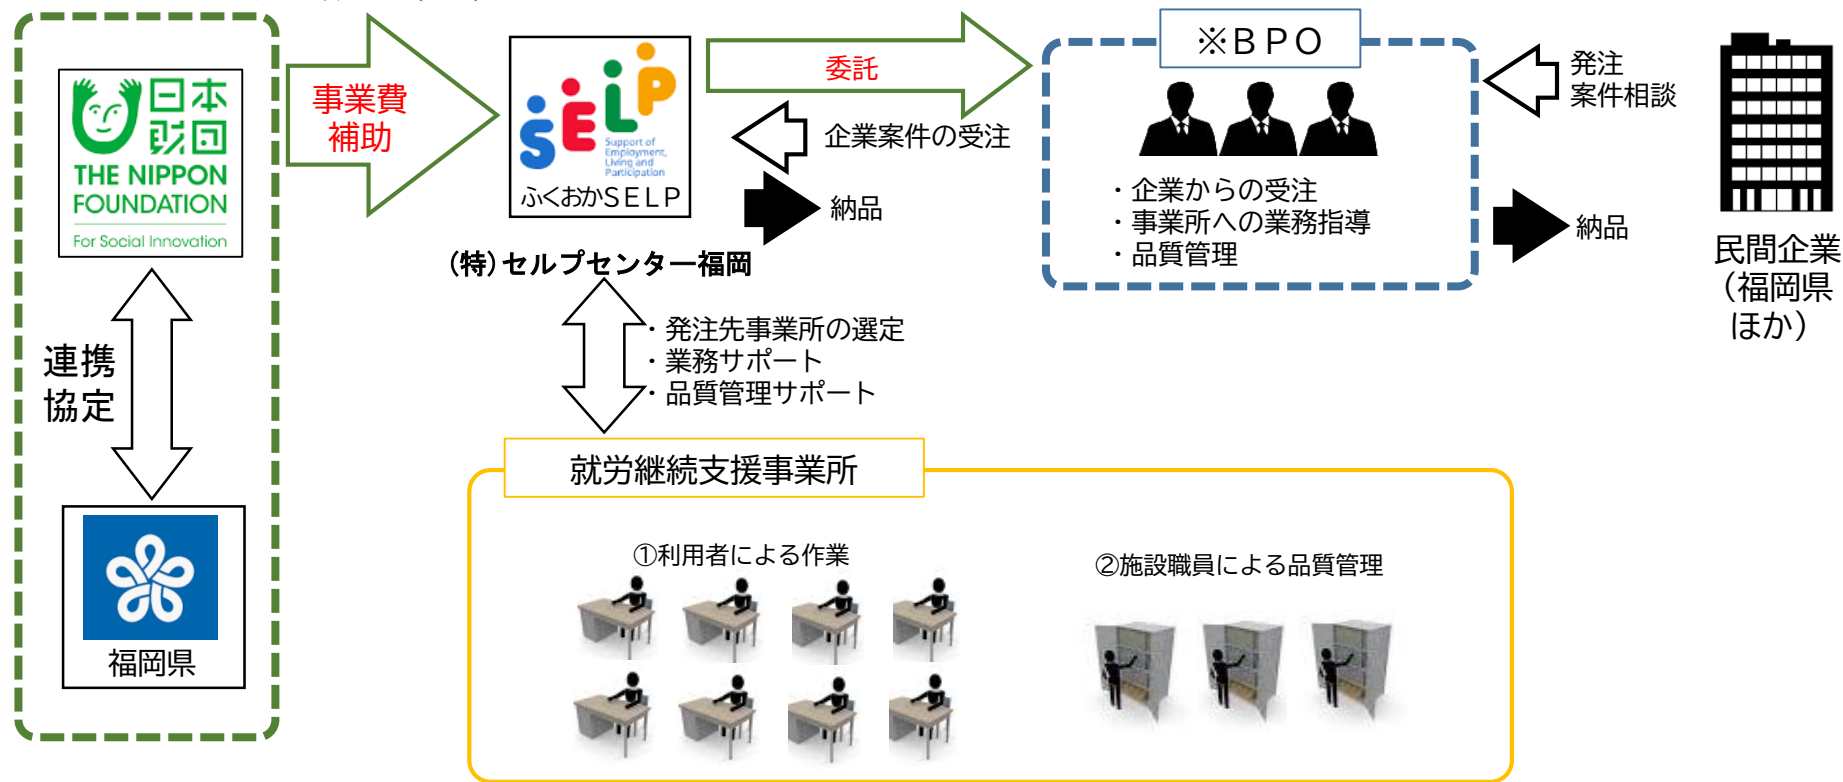 日本
財団
THE NIPPON
FOUNDATION
For Social Innovation
連携
協定
福岡県
事業費
補助
SELP
Support of
Employment,
Living and
Participation
ふくおかSELP
(特)セルプセンター福岡
委託
企業案件の受注
納品
※BPO
・企業からの受注
・事業所への業務指導
・品質管理
発注
案件相談
納品
民間企業
(福岡県
ほか)
・発注先事業所の選定
・業務サポート
・品質管理サポート
就労継続支援事業所
①利用者による作業
②施設職員による品質管理